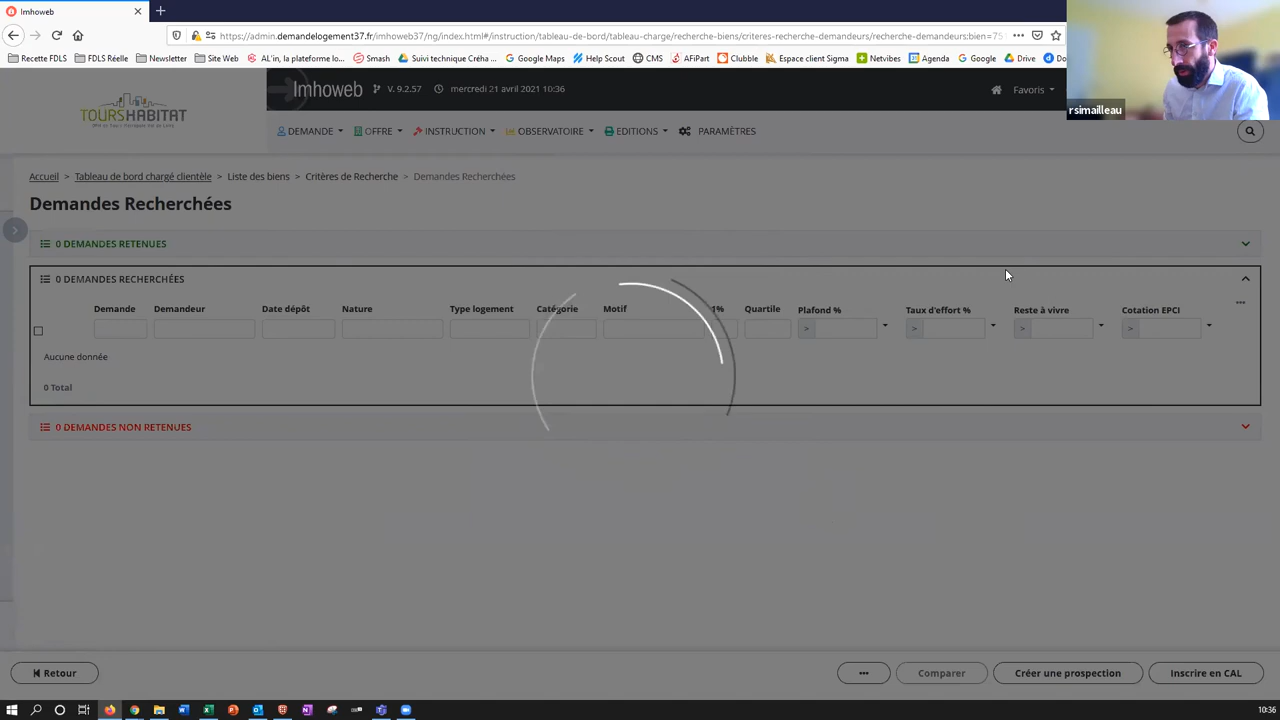 Imhoweb
https://admin.demandelogement37.fr/imhoweb37/ng/index.html#/instruction/tableau-de-bord/tableau-charge/recherche-biens/criteres-recherche-demandeurs/recherche-demandeurs;bien=75
Recette FDLS FDLS Réelle Newsletter Site Web AL'in, la plateforme lo... Smash Suivi technique Créha ... Google Maps Help Scout CMS AFiPart Clubble Espace client Sigma Netvibes Agenda Google Drive Do
rsimailleau
TOURS HABITAT
Imhoweb V. 9.2.57 mercredi 21 avril 2021 10:36 Favoris
DEMANDE OFFRE INSTRUCTION OBSERVATOIRE EDITIONS PARAMÈTRES
Accueil > Tableau de bord chargé clientèle > Liste des biens > Critères de Recherche > Demandes Recherchées
Demandes Recherchées
0 DEMANDES RETENUES
0 DEMANDES RECHERCHÉES
Demande Demandeur Date dépôt Nature Type logement Catégorie Motif 1% Quartile Plafond % Taux d'effort % Reste à vivre Cotation EPCI
> > > >
Aucune donnée
0 Total
0 DEMANDES NON RETENUES
Retour ... Comparer Créer une prospection Inscrire en CAL
10:36